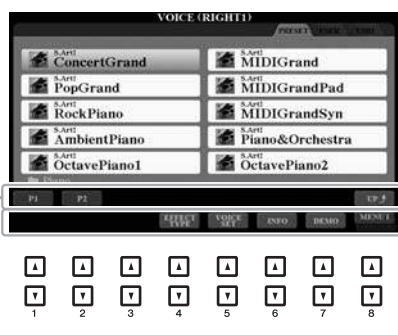 VOICE (RIGHT1)
PRESET USER USB
S.Art!
ConcertGrand
S.Art!
MIDIGrand
S.Art!
PopGrand
S.Art!
MIDIGrandPad
S.Art!
RockPiano
S.Art!
MIDIGrandSyn
S.Art!
AmbientPiano
S.Art!
Piano&Orchestra
S.Art!
OctavePiano1
S.Art!
OctavePiano2
Piano
P1 P2 UP
EFFECT TYPE
VOICE SET
INFO
DEMO
MENU 1
1 2 3 4 5 6 7 8